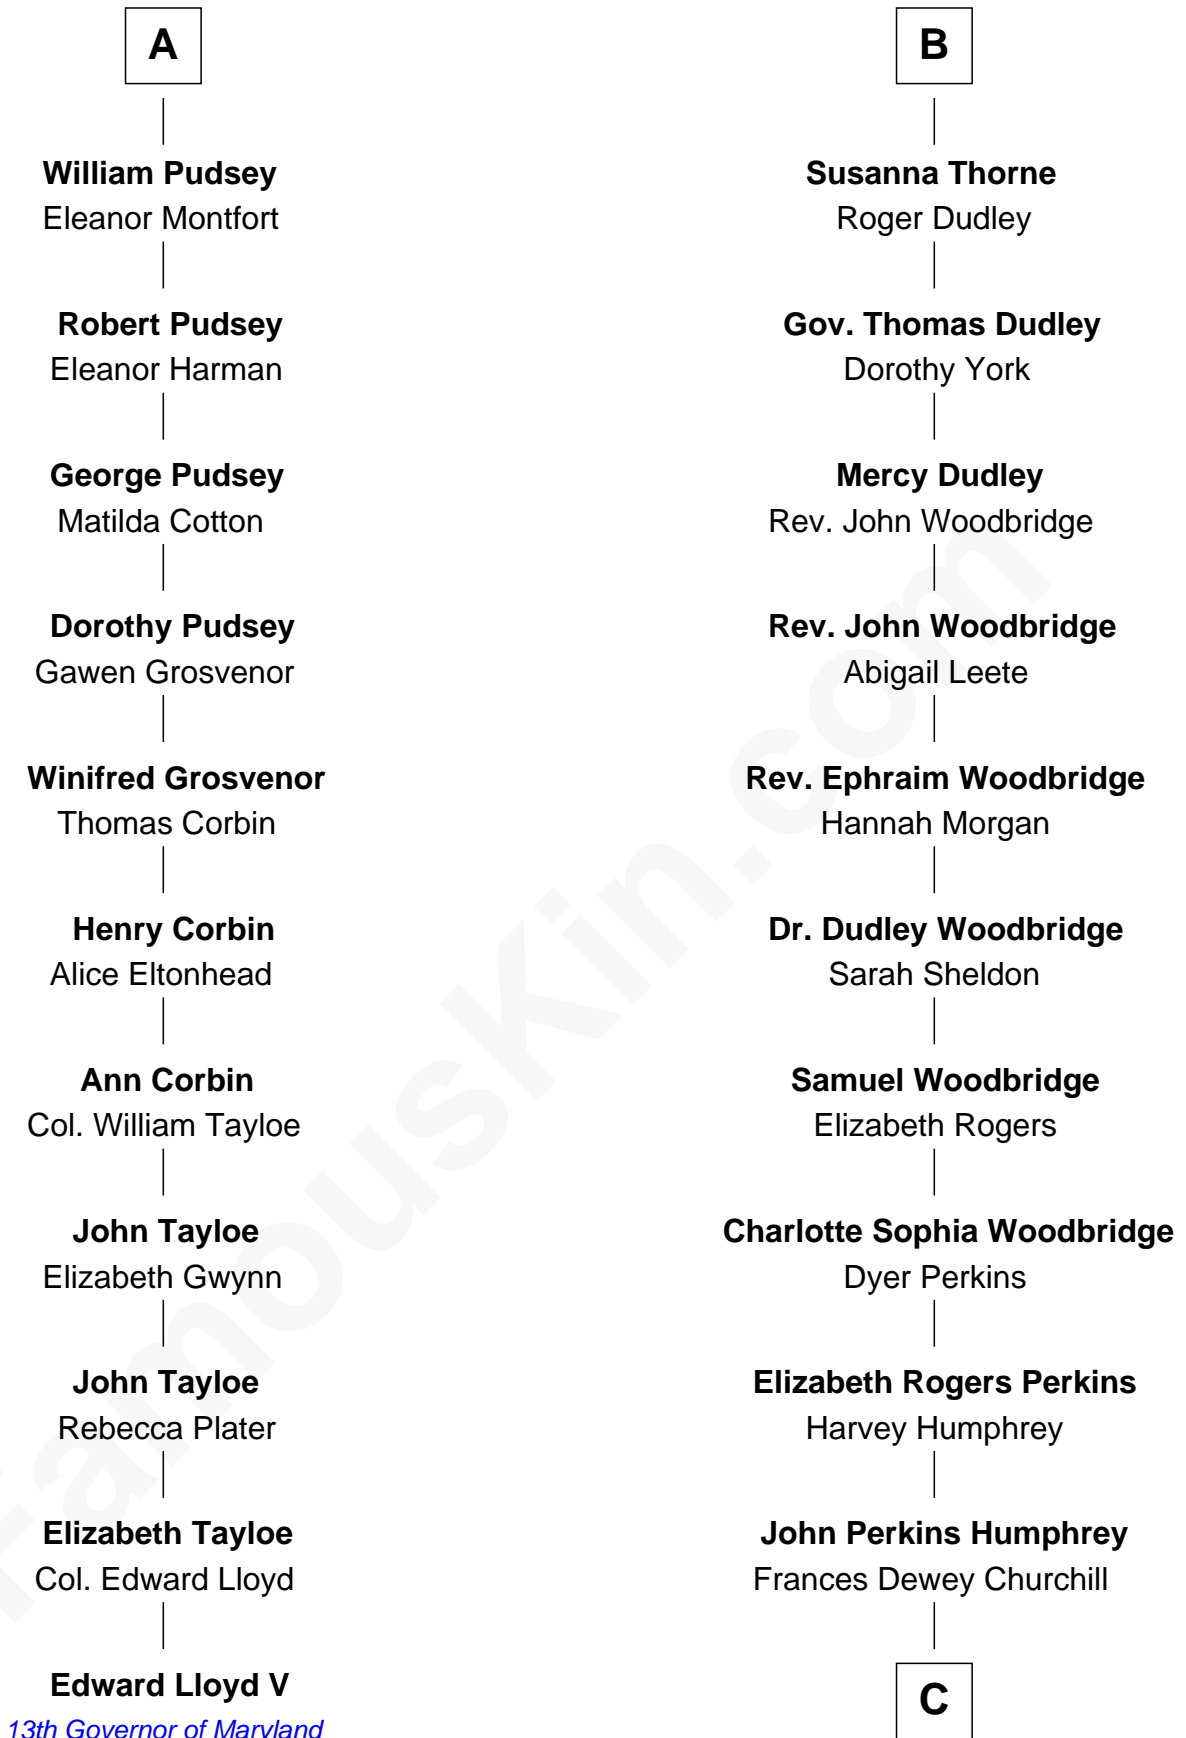 A
William Pudsey
Eleanor Montfort
Robert Pudsey
Eleanor Harman
George Pudsey
Matilda Cotton
Dorothy Pudsey
Gawen Grosvenor
Winifred Grosvenor
Thomas Corbin
Henry Corbin
Alice Eltonhead
Ann Corbin
Col. William Tayloe
John Tayloe
Elizabeth Gwynn
John Tayloe
Rebecca Plater
Elizabeth Tayloe
Col. Edward Lloyd
Edward Lloyd V
13th Governor of Maryland
B
Susanna Thorne
Roger Dudley
Gov. Thomas Dudley
Dorothy York
Mercy Dudley
Rev. John Woodbridge
Rev. John Woodbridge
Abigail Leete
Rev. Ephraim Woodbridge
Hannah Morgan
Dr. Dudley Woodbridge
Sarah Sheldon
Samuel Woodbridge
Elizabeth Rogers
Charlotte Sophia Woodbridge
Dyer Perkins
Elizabeth Rogers Perkins
Harvey Humphrey
John Perkins Humphrey
Frances Dewey Churchill
C
FamousKin.com